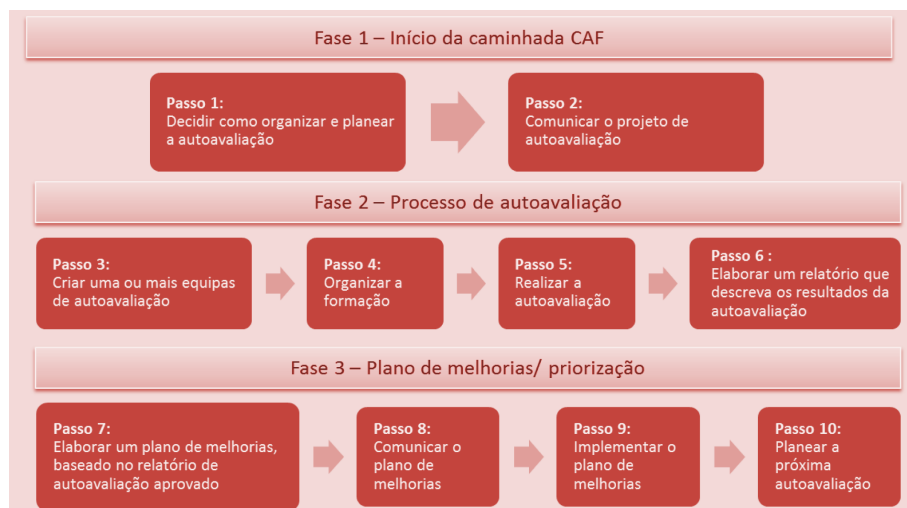 Fase 1 – Início da caminhada CAF
Passo 1:
Decidir como organizar e planear
a autoavaliação
Passo 2:
Comunicar o projeto de
autoavaliação
Fase 2 – Processo de autoavaliação
Passo 3:
Criar uma ou mais equipas
de autoavaliação
Passo 4:
Organizar a
formação
Passo 5:
Realizar a
autoavaliação
Passo 6 :
Elaborar um relatório que
descreva os resultados da
autoavaliação
Fase 3 – Plano de melhorias/ priorização
Passo 7:
Elaborar um plano de melhorias,
baseado no relatório de
autoavaliação aprovado
Passo 8:
Comunicar o
plano de
melhorias
Passo 9:
Implementar o
plano de
melhorias
Passo 10:
Planear a
próxima
autoavaliação